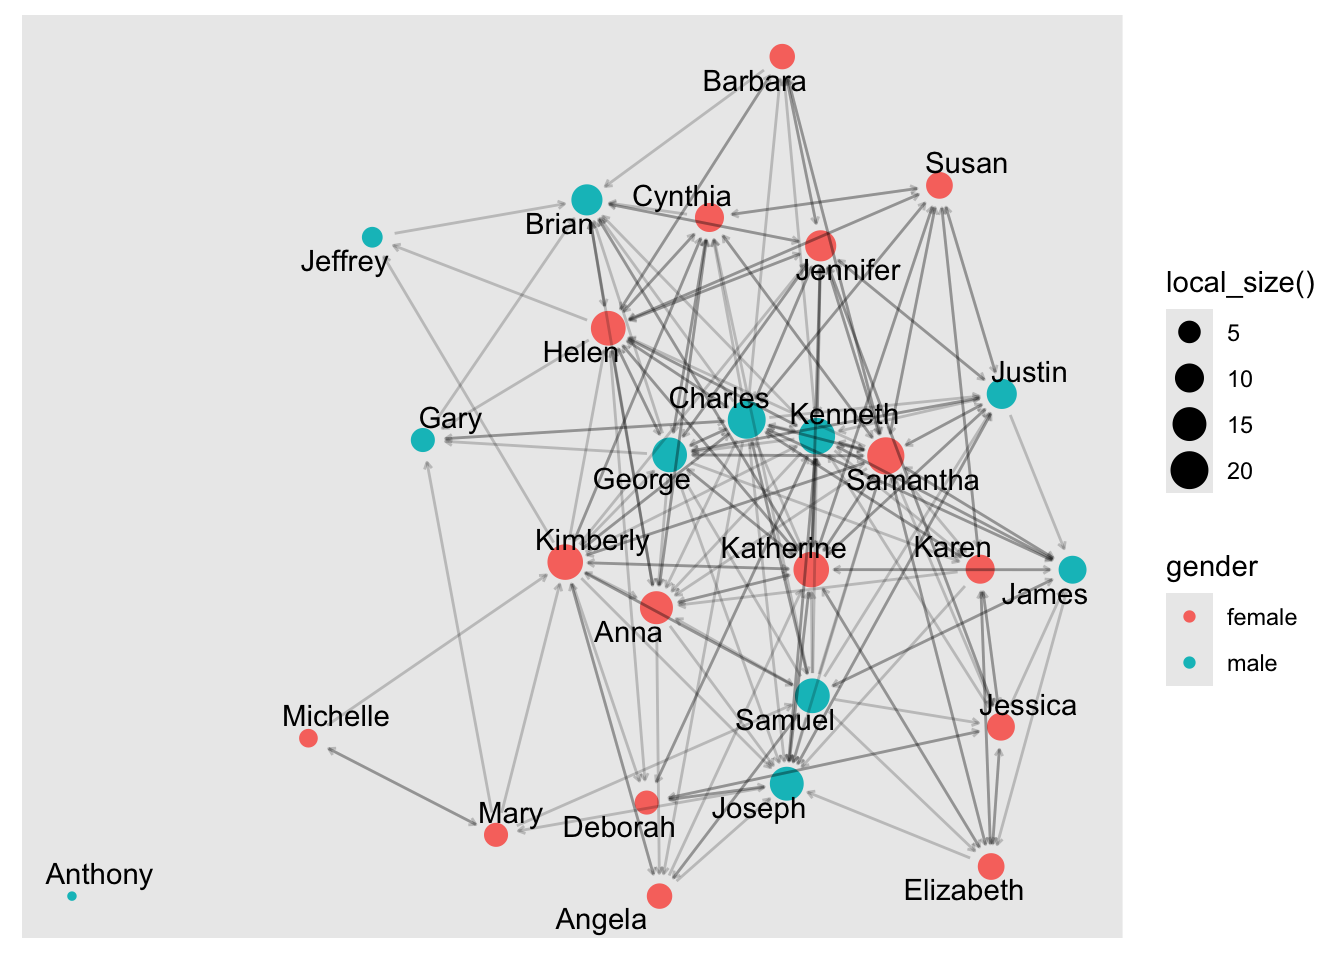 Barbara
Susan
Cynthia
Brian
Jeffrey
Jennifer
Helen
Justin
Charles
Kenneth
Gary
George
Samantha
Kimberly
Katherine
Karen
James
Anna
Michelle
Samuel
Jessica
Mary
Deborah
Joseph
Anthony
Elizabeth
Angela
local_size()
5
10
15
20
gender
female
male